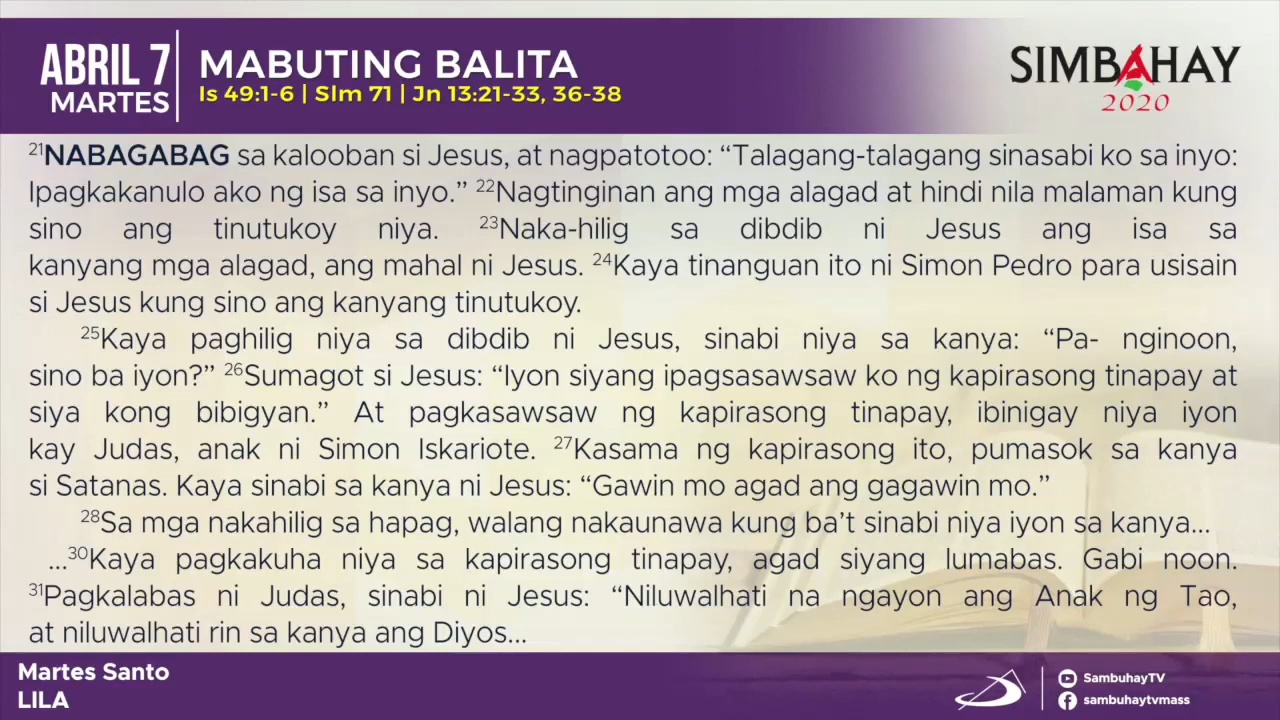 ABRIL 7
MARTES
MABUTING BALITA
Is 49:1-6 | Slm 71 | Jn 13:21-33, 36-38
SIMBAHAY
2020
21NABAGABAG sa kalooban si Jesus, at nagpatotoo: “Talagang-talagang sinasabi ko sa inyo:
Ipagkakanulo ako ng isa sa inyo.” 22Nagtinginan ang mga alagad at hindi nila malaman kung
sino ang tinutukoy niya. 23Naka-hilig sa dibdib ni Jesus ang isa sa
kanyang mga alagad, ang mahal ni Jesus. 24Kaya tinanguan ito ni Simon Pedro para usisain
si Jesus kung sino ang kanyang tinutukoy.
25Kaya paghilig niya sa dibdib ni Jesus, sinabi niya sa kanya: “Pa- nginoon,
sino ba iyon?” 26Sumagot si Jesus: “Iyon siyang ipagsasawsaw ko ng kapirasong tinapay at
siya kong bibigyan.” At pagkasawsaw ng kapirasong tinapay, ibinigay niya iyon
kay Judas, anak ni Simon Iskariote. 27Kasama ng kapirasong ito, pumasok sa kanya
si Satanas. Kaya sinabi sa kanya ni Jesus: “Gawin mo agad ang gagawin mo.”
28Sa mga nakahilig sa hapag, walang nakaunawa kung ba’t sinabi niya iyon sa kanya...
...30Kaya pagkakuha niya sa kapirasong tinapay, agad siyang lumabas. Gabi noon.
31Pagkalabas ni Judas, sinabi ni Jesus: “Niluwalhati na ngayon ang Anak ng Tao,
at niluwalhati rin sa kanya ang Diyos...
Martes Santo
LILA
SambuhayTV
sambuhaytvmass